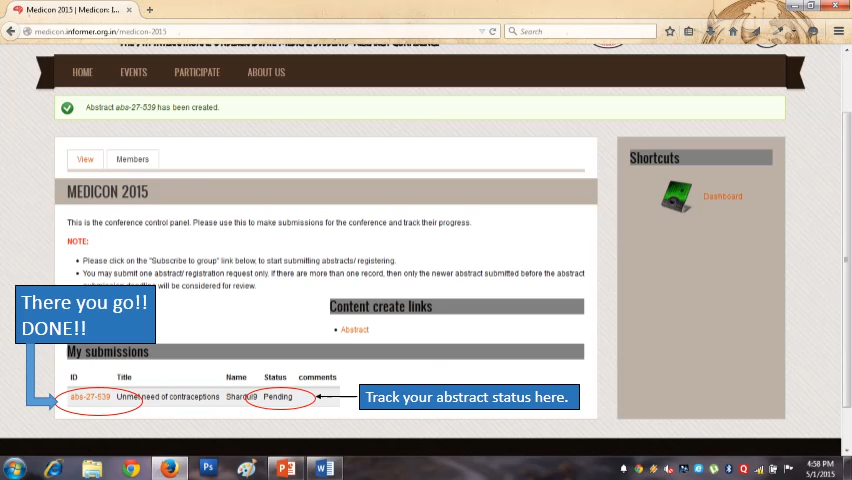 Medicon 2015 | Medicon: I...
medicon.informer.org.in/medicon-2015
Search
HOME EVENTS PARTICIPATE ABOUT US
Abstract abs-27-539 has been created.
View Members
MEDICON 2015
This is the conference control panel. Please use this to make submissions for the conference and track their progress.
NOTE:
Please click on the "Subscribe to group" link below, to start submitting abstracts/ registering.
You may submit one abstract/ registration request only. If there are more than one record, then only the newer abstract submitted before the abstract
will be considered for review.
Content create links
Abstract
My submissions
ID Title Name Status comments
abs-27-539 Unmet need of contraceptions Pending
There you go!!
DONE!!
Track your abstract status here.
Shortcuts
Dashboard
4:58 PM
5/1/2015